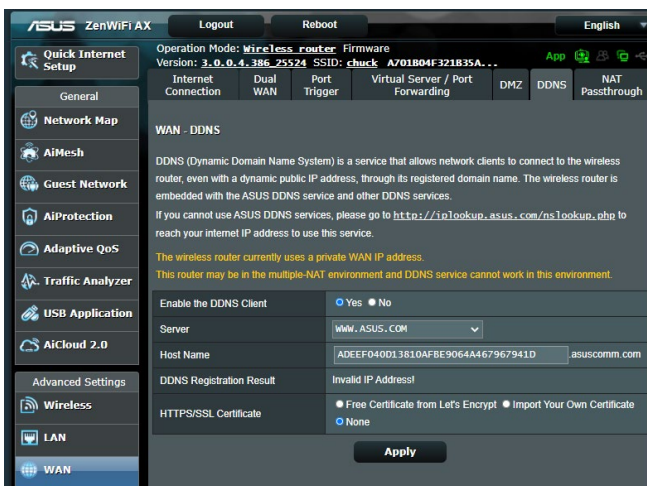 ASUS ZenWiFi AX Logout Reboot English
Quick Internet Setup
Operation Mode: Wireless router Firmware
Version: 3.0.0.4.386_25524 SSID: chuck A701B04F321B35A... App
Internet Connection Dual WAN Port Trigger Virtual Server / Port Forwarding DMZ DDNS NAT Passthrough
General
Network Map
AiMesh
Guest Network
AiProtection
Adaptive QoS
Traffic Analyzer
USB Application
AiCloud 2.0
Advanced Settings
Wireless
LAN
WAN
WAN - DDNS
DDNS (Dynamic Domain Name System) is a service that allows network clients to connect to the wireless
router, even with a dynamic public IP address, through its registered domain name. The wireless router is
embedded with the ASUS DDNS service and other DDNS services.
If you cannot use ASUS DDNS services, please go to http://iplookup.asus.com/nslookup.php to
reach your internet IP address to use this service.
The wireless router currently uses a private WAN IP address.
This router may be in the multiple-NAT environment and DDNS service cannot work in this environment.
Enable the DDNS Client Yes No
Server WWW.ASUS.COM
Host Name ADEEF040D13810AFBE9064A467967941D .asuscomm.com
DDNS Registration Result Invalid IP Address!
HTTPS/SSL Certificate Free Certificate from Let's Encrypt Import Your Own Certificate
None
Apply